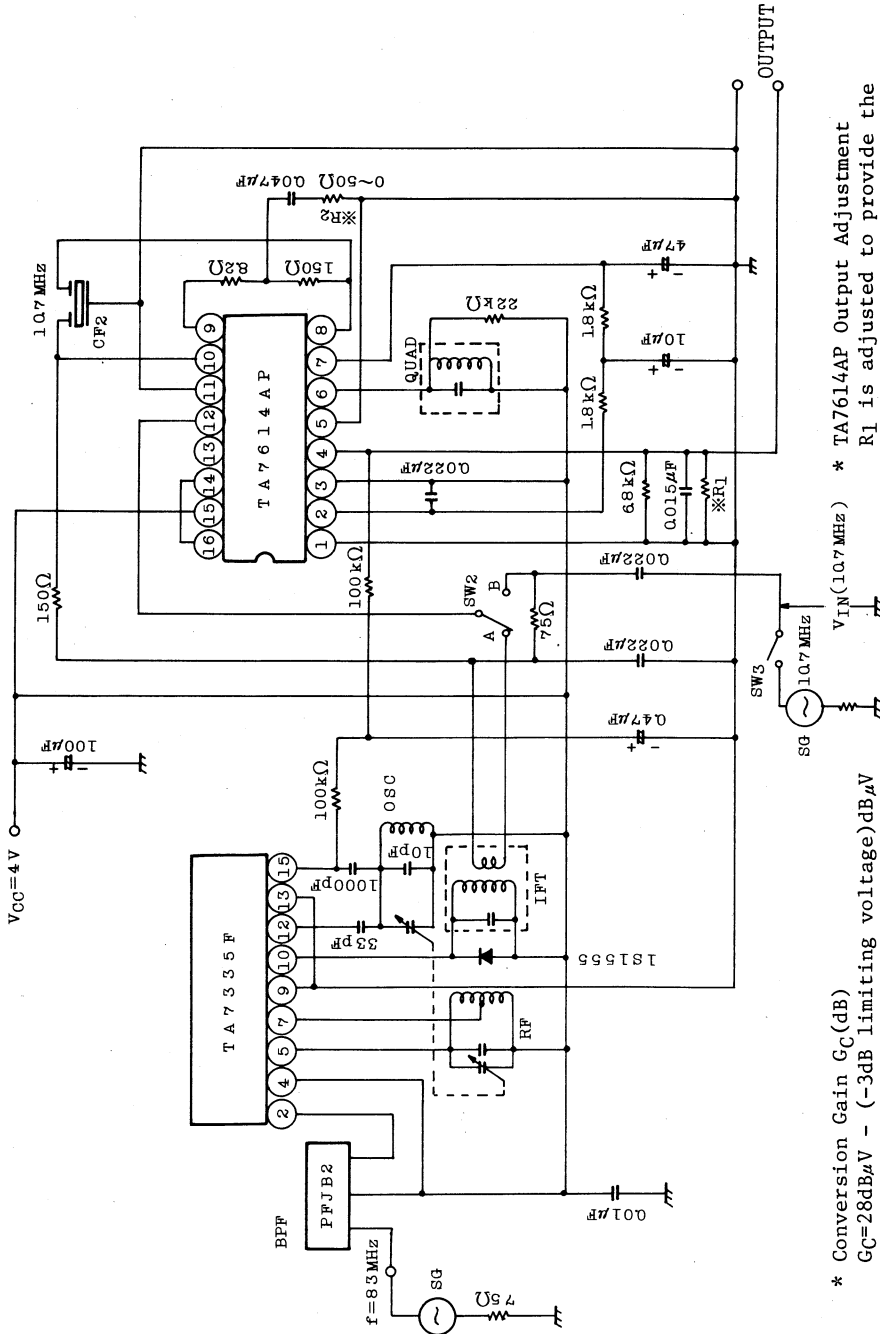 VCC=4V
100μF
+
-
TA7335F
2
4
5
7
9
10
12
13
15
BPF
PFJB2
f=83MHz
SG
75Ω
0.01μF
RF
33pF
1000pF
10pF
OSC
100kΩ
IFT
1S1555
0.47μF
+
-
150Ω
100kΩ
10.7MHz
CF2
16
15
14
13
12
11
10
9
TA7614AP
1
2
3
4
5
6
7
8
8.2Ω
150Ω
0.047μF
※R2
0~50Ω
0.022μF
QUAD
22kΩ
1.8kΩ
1.8kΩ
10μF
+
-
47μF
+
-
SW2
A
B
75Ω
0.022μF
0.022μF
6.8kΩ
0.015μF
※R1
SW3
SG
10.7MHz
VIN(10.7MHz)
OUTPUT
* Conversion Gain GC(dB)
GC=28dBμV - (-3dB limiting voltage)dBμV
* TA7614AP Output Adjustment
R1 is adjusted to provide the